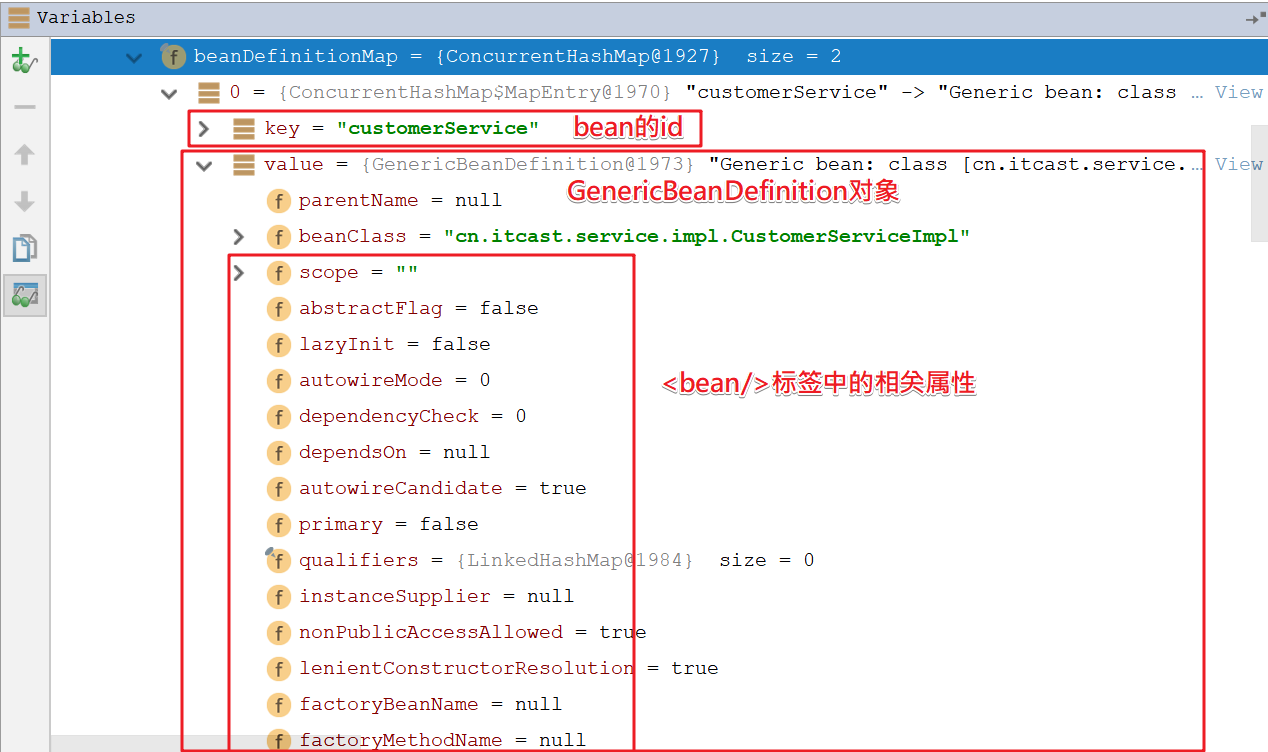 Variables
beanDefinitionMap = {ConcurrentHashMap@1927} size = 2
0 = {ConcurrentHashMap$MapEntry@1970} "customerService" -> "Generic bean: class ... View
key = "customerService" bean的id
value = {GenericBeanDefinition@1973} "Generic bean: class [cn.itcast.service.... View
GenericBeanDefinition对象
parentName = null
beanClass = "cn.itcast.service.impl.CustomerServiceImpl"
scope = ""
abstractFlag = false
lazyInit = false
autowireMode = 0
<bean/>标签中的相关属性
dependencyCheck = 0
dependsOn = null
autowireCandidate = true
primary = false
qualifiers = {LinkedHashMap@1984} size = 0
instanceSupplier = null
nonPublicAccessAllowed = true
lenientConstructorResolution = true
factoryBeanName = null
factoryMethodName = null